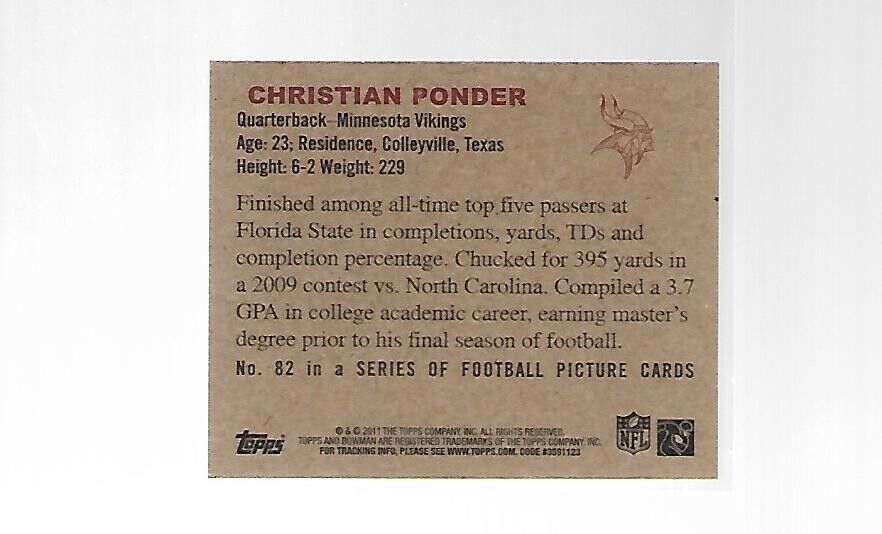 CHRISTIAN PONDER
Quarterback–Minnesota Vikings
Age: 23; Residence, Colleyville, Texas
Height: 6-2 Weight: 229
Finished among all-time top five passers at
Florida State in completions, yards, TDs and
completion percentage. Chucked for 395 yards in
a 2009 contest vs. North Carolina. Compiled a 3.7
GPA in college academic career, earning master's
degree prior to his final season of football.
No. 82 in a SERIES OF FOOTBALL PICTURE CARDS
® & © 2011 THE TOPPS COMPANY, INC. ALL RIGHTS RESERVED.
TOPPS AND BOWMAN ARE REGISTERED TRADEMARKS OF THE TOPPS COMPANY, INC.
FOR TRACKING INFO, PLEASE SEE WWW.TOPPS.COM. CODE #3591123
topps
NFL